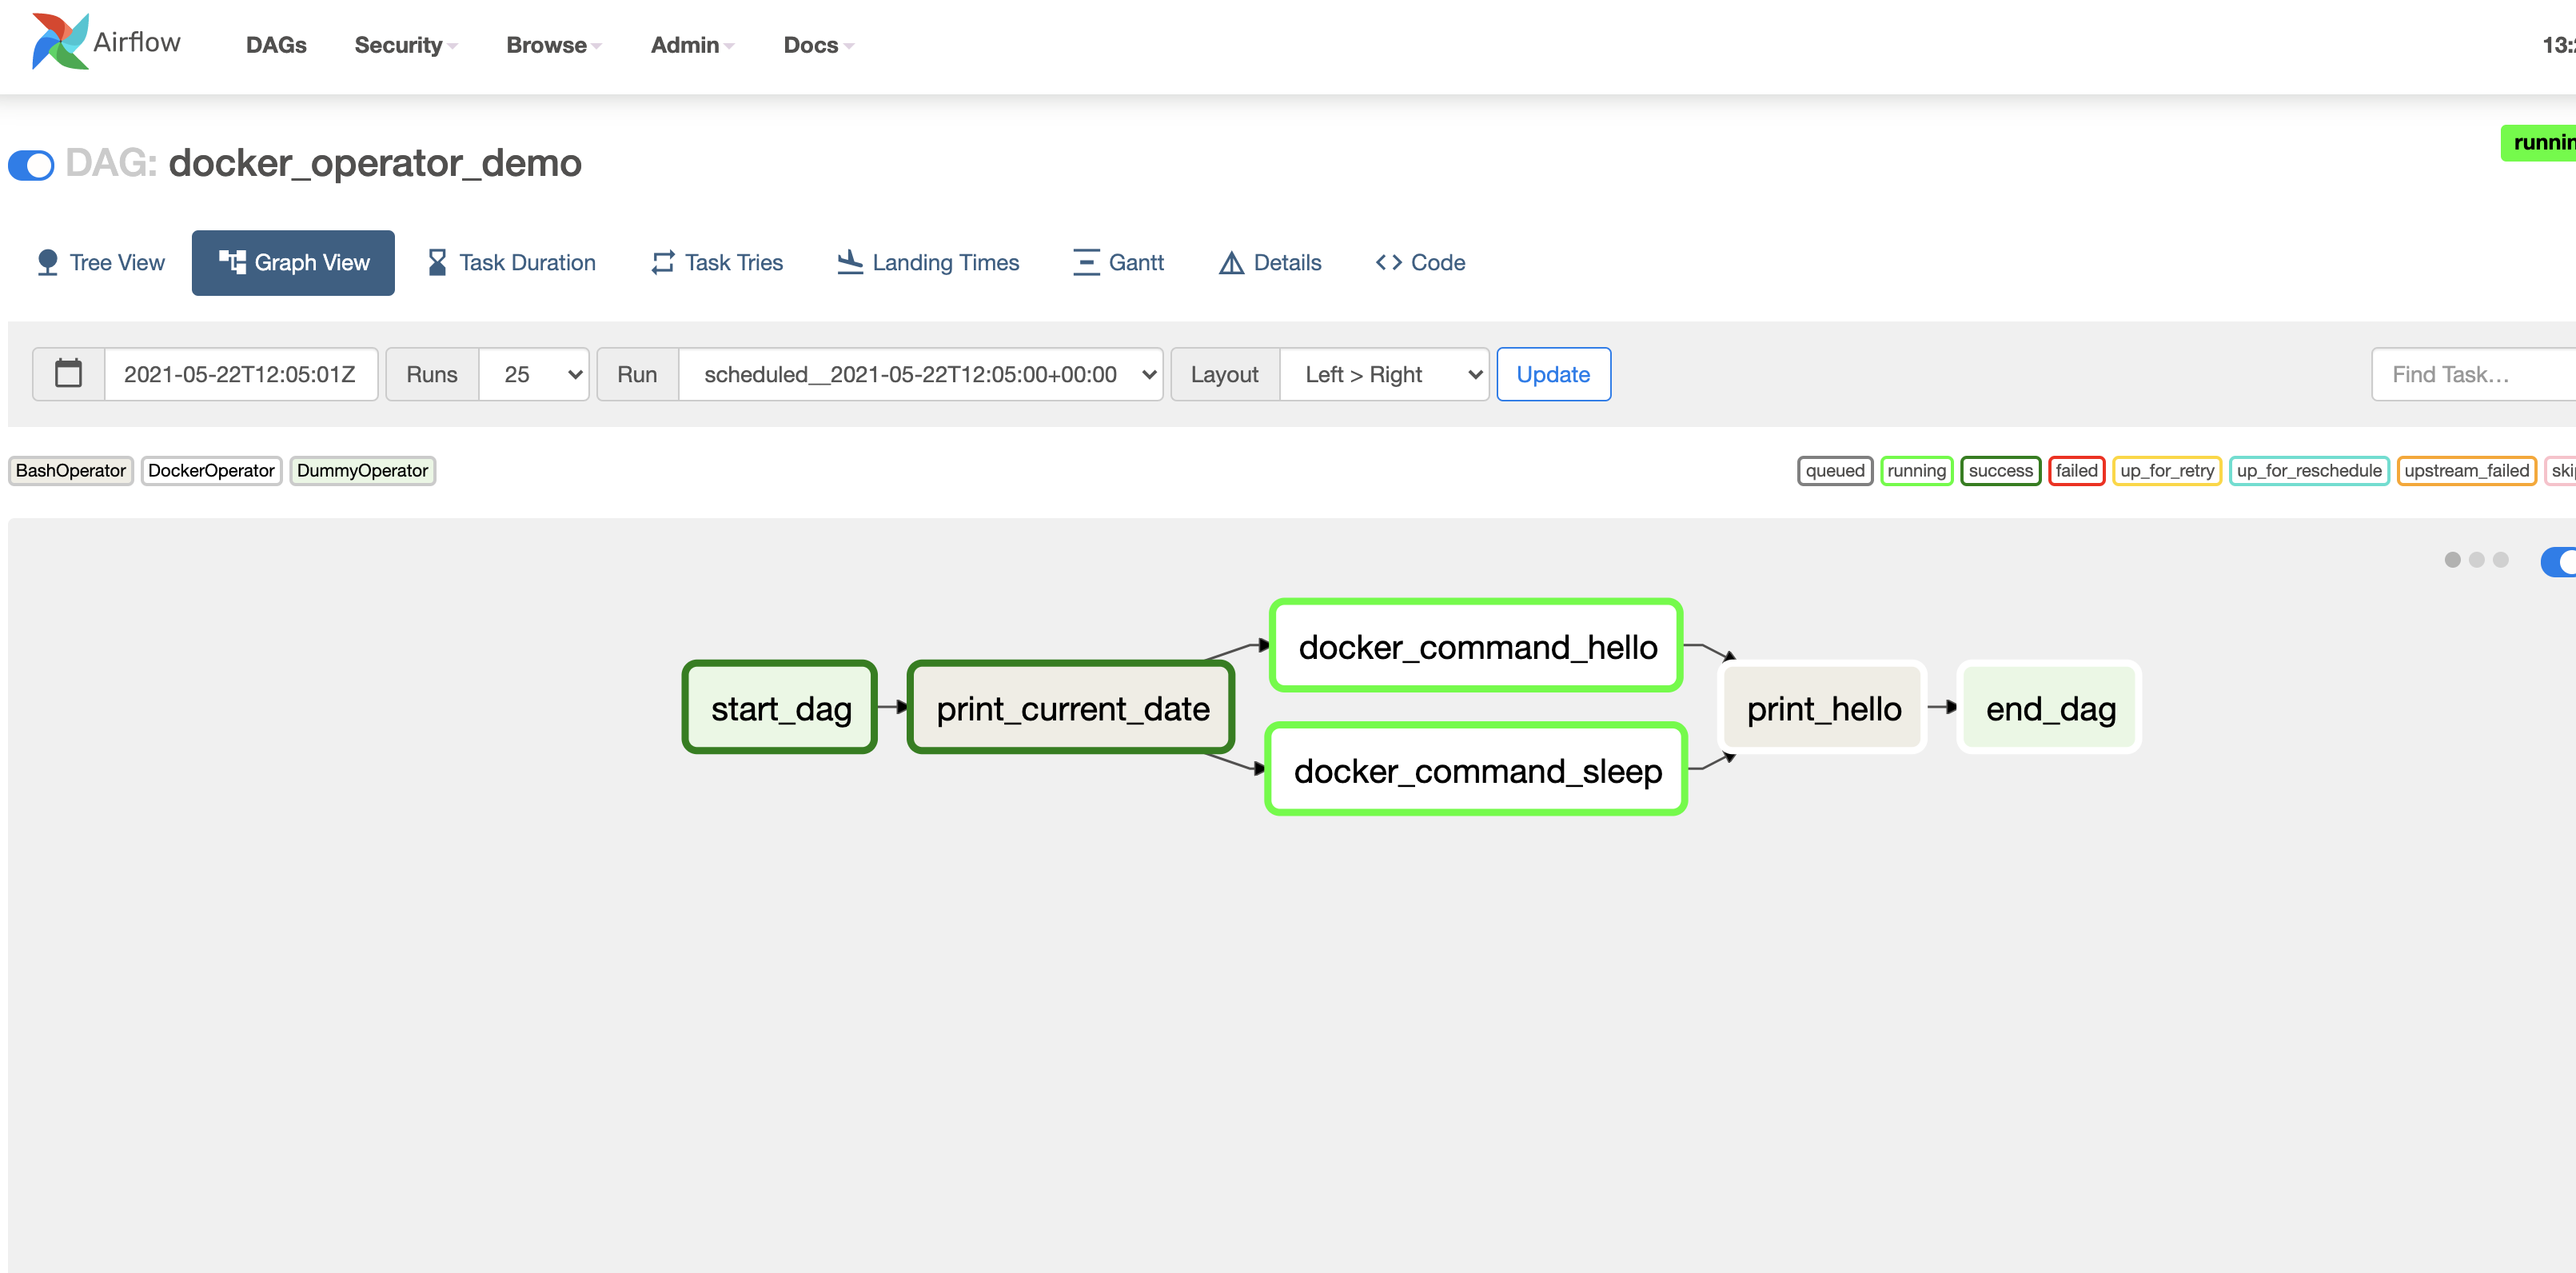 Airflow DAGs Security Browse Admin Docs 13:
DAG: docker_operator_demo
Tree View Graph View Task Duration Task Tries Landing Times Gantt Details Code
2021-05-22T12:05:01Z Runs 25 Run scheduled__2021-05-22T12:05:00+00:00 Layout Left > Right Update Find Task...
BashOperator DockerOperator DummyOperator queued running success failed up_for_retry up_for_reschedule upstream_failed
docker_command_hello
start_dag print_current_date print_hello end_dag
docker_command_sleep